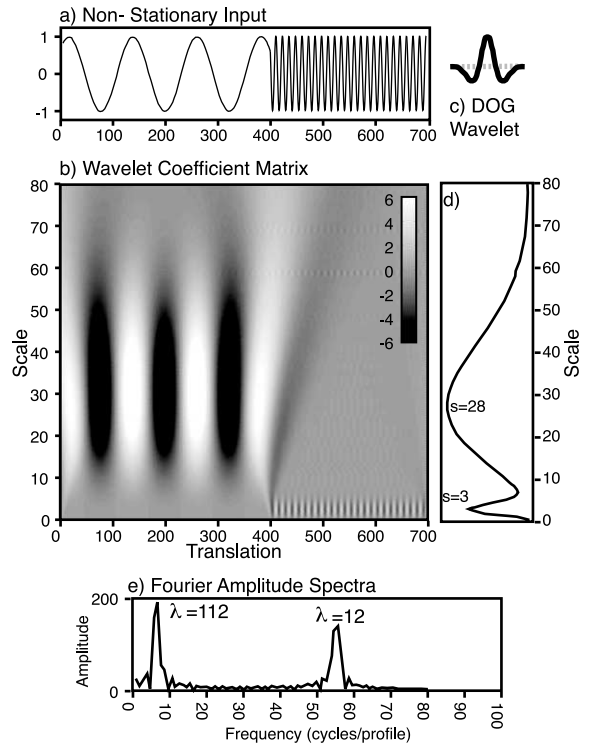 a) Non- Stationary Input
1
0
-1
0 100 200 300 400 500 600 700
c) DOG
Wavelet
b) Wavelet Coefficient Matrix
80
70
60
50
40
30
20
10
0
Scale
6
4
2
0
-2
-4
-6
0 100 200 300 400 500 600 700
Translation
d)
80
70
60
50
40
30
20
10
0
Scale
s=28
s=3
e) Fourier Amplitude Spectra
200
0
Amplitude
λ =112
λ =12
0 10 20 30 40 50 60 70 80 90 100
Frequency (cycles/profile)